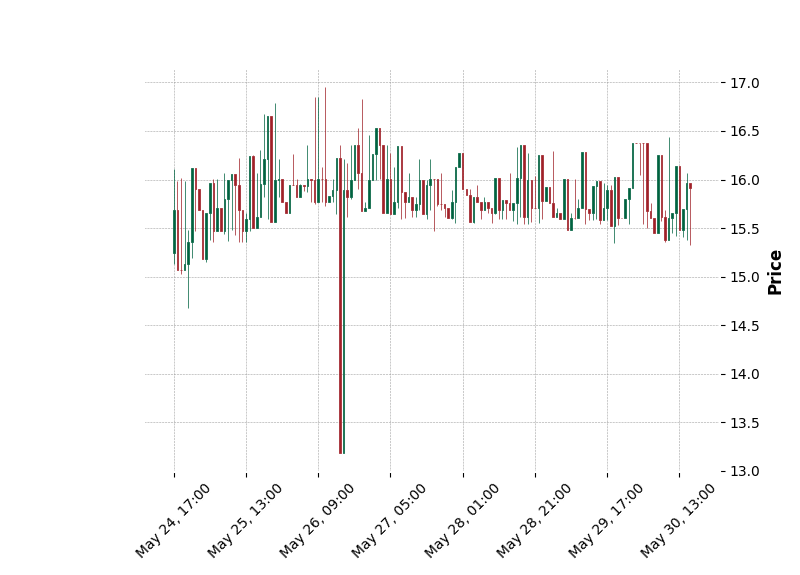 17.0
16.5
16.0
15.5
15.0
14.5
14.0
13.5
13.0
Price
May 24, 17:00
May 25, 13:00
May 26, 09:00
May 27, 05:00
May 28, 01:00
May 28, 21:00
May 29, 17:00
May 30, 13:00